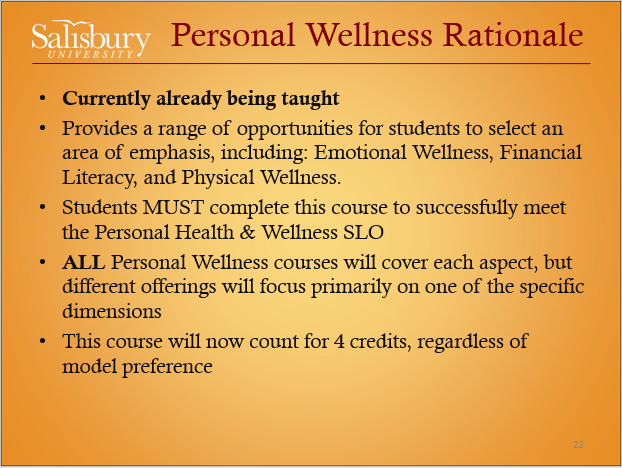 Salisbury
UNIVERSITY
Personal Wellness Rationale
• Currently already being taught
• Provides a range of opportunities for students to select an
area of emphasis, including: Emotional Wellness, Financial
Literacy, and Physical Wellness.
• Students MUST complete this course to successfully meet
the Personal Health & Wellness SLO
• ALL Personal Wellness courses will cover each aspect, but
different offerings will focus primarily on one of the specific
dimensions
• This course will now count for 4 credits, regardless of
model preference
22